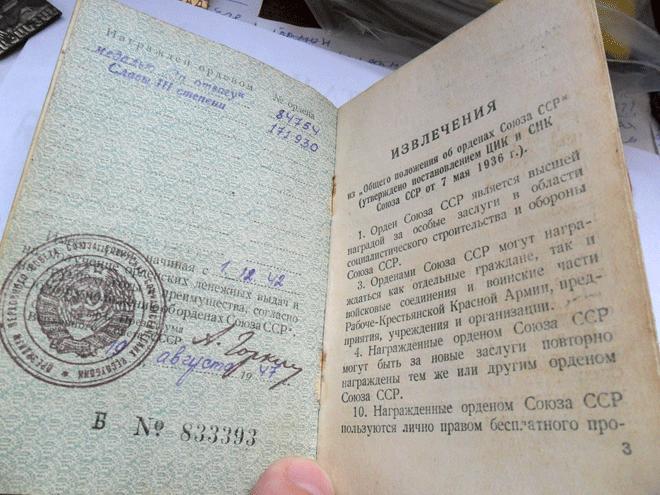 Награжден орденом
№ ордена
медалью „За отвагу"
84754
Славы III степени
171930
начиная с 1.12.42
орденских денежных выдач и
преимущества, согласно
об орденах Союза ССР".
А. Горкин
19 августа 1947
Б № 833393
ИЗВЛЕЧЕНИЯ
из „Общего положения об орденах Союза ССР"
(утверждено постановлением ЦИК и СНК
Союза ССР от 7 мая 1936 г.).
1. Орден Союза ССР является высшей
наградой за особые заслуги в области
социалистического строительства и обороны
Союза ССР.
3. Орденами Союза ССР могут награ-
ждаться как отдельные граждане, так и
войсковые соединения и воинские части
Рабоче-Крестьянской Красной Армии, пред-
приятия, учреждения и организации.
4. Награжденные орденом Союза ССР
могут быть за новые заслуги повторно
награждены тем же или другим орденом
Союза ССР.
10. Награжденные орденом Союза ССР
пользуются лично правом бесплатного про-
3